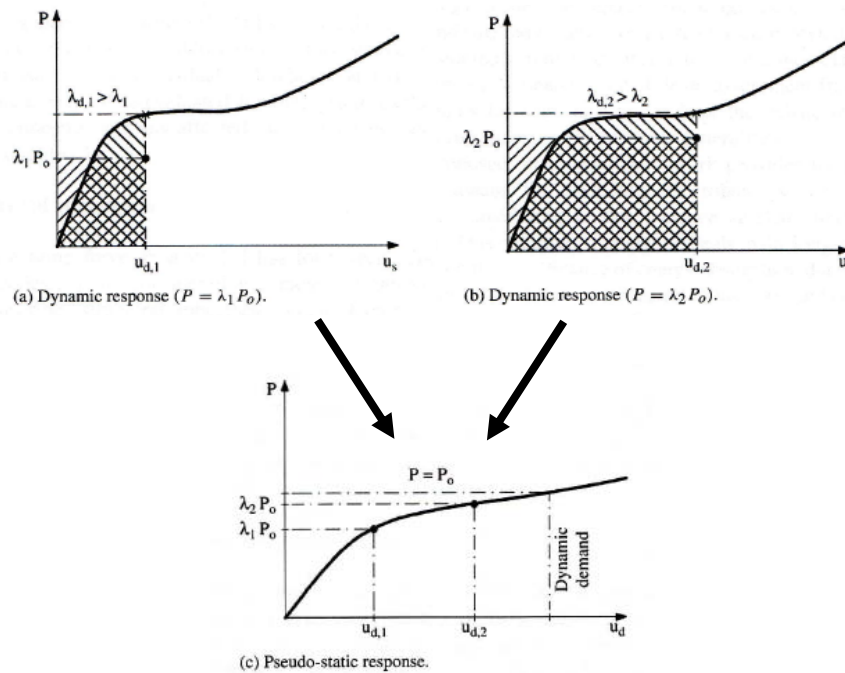 P
λd,1 > λ1
λ1 Po
ud,1
us
(a) Dynamic response (P = λ1 Po).
P
λd,2 > λ2
λ2 Po
ud,2
u
(b) Dynamic response (P = λ2 Po).
P
P = Po
λ2 Po
λ1 Po
Dynamic
demand
ud,1
ud,2
ud
(c) Pseudo-static response.